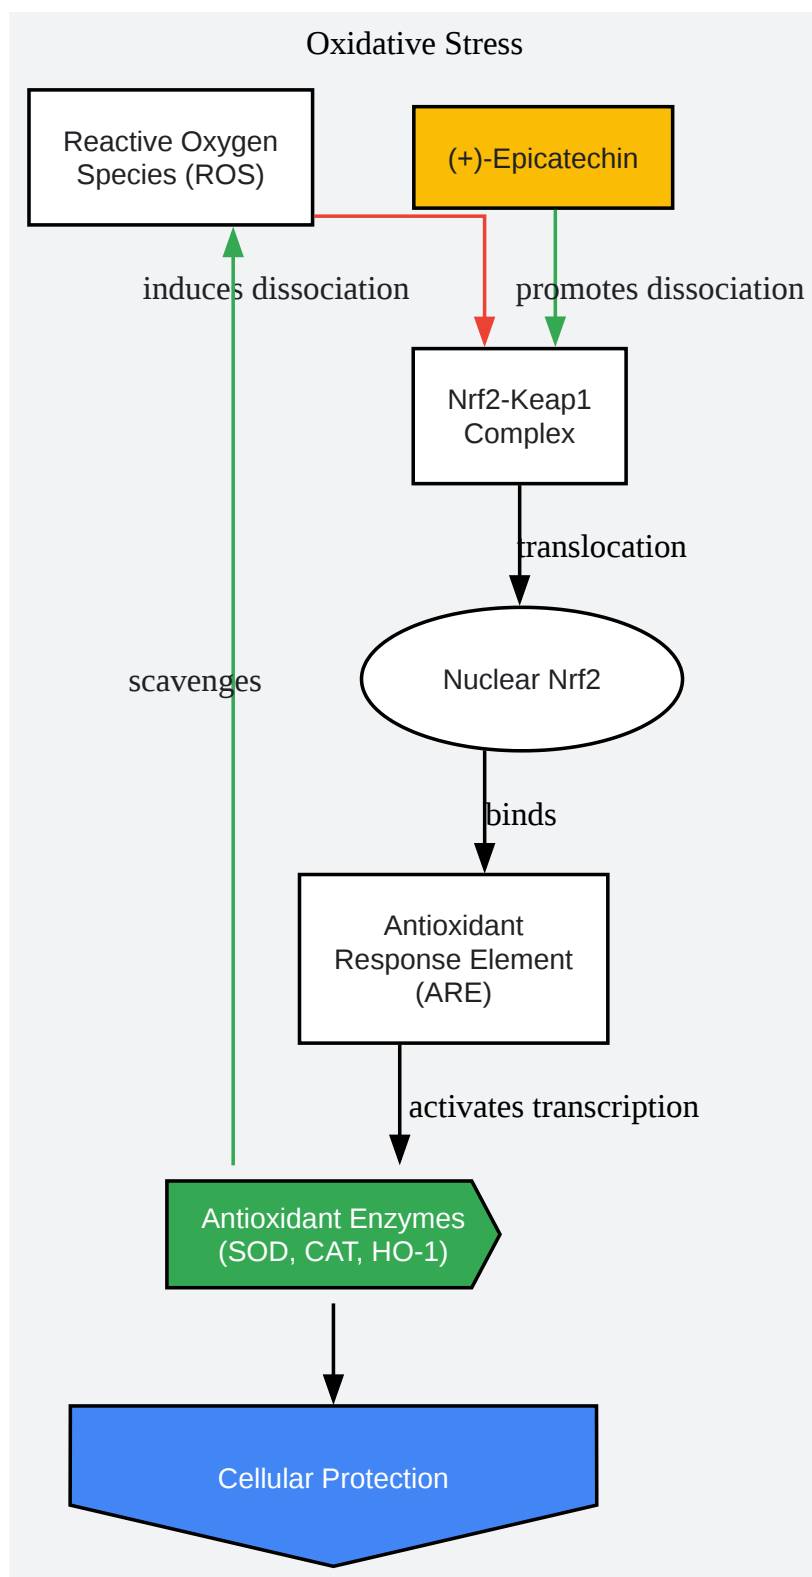 Oxidative Stress
Reactive Oxygen
Species (ROS)
(+)-Epicatechin
induces dissociation
promotes dissociation
Nrf2-Keap1
Complex
translocation
Nuclear Nrf2
scavenges
binds
Antioxidant
Response Element
(ARE)
activates transcription
Antioxidant Enzymes
(SOD, CAT, HO-1)
Cellular Protection